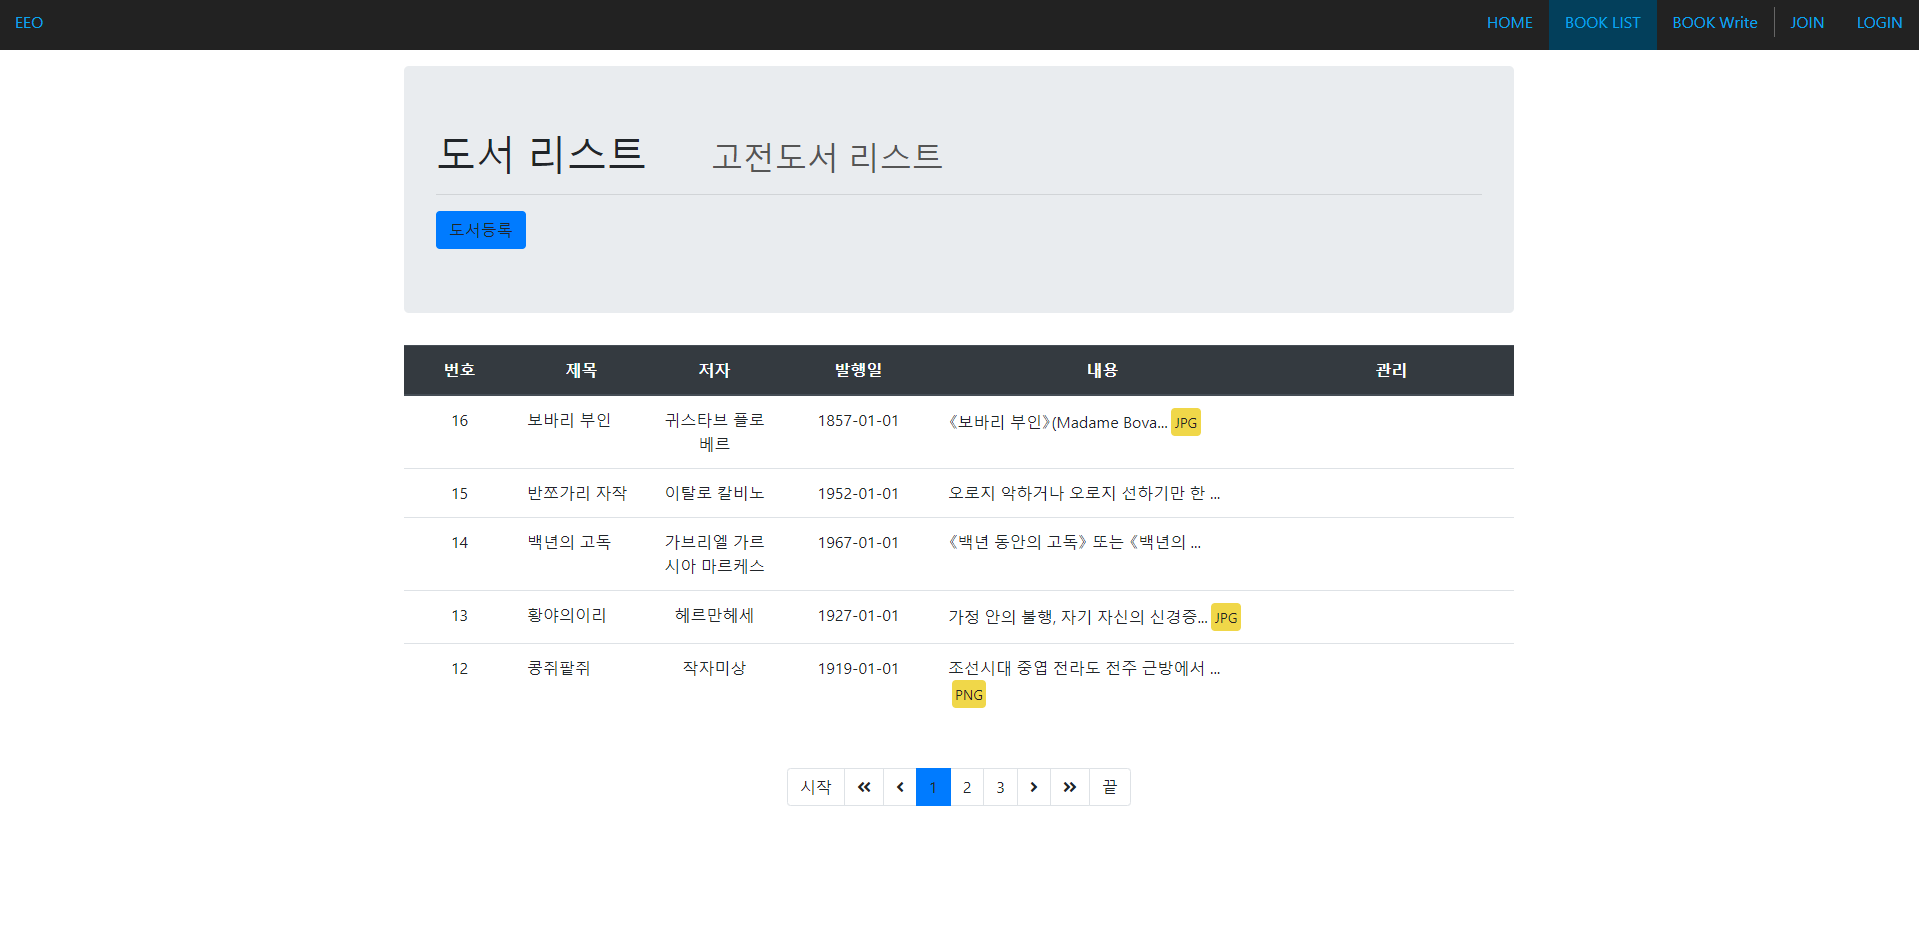 EEO HOME BOOK LIST BOOK Write JOIN LOGIN
도서 리스트 고전도서 리스트
도서등록
번호 제목 저자 발행일 내용 관리
16 보바리 부인 귀스타브 플로 1857-01-01 《보바리 부인》(Madame Bova... JPG
베르
15 반쪼가리 자작 이탈로 칼비노 1952-01-01 오로지 악하거나 오로지 선하기만 한 ...
14 백년의 고독 가브리엘 가르 1967-01-01 《백년 동안의 고독》 또는 《백년의 ...
시아 마르케스
13 황야의이리 헤르만헤세 1927-01-01 가정 안의 불행, 자기 자신의 신경증... JPG
12 콩쥐팥쥐 작자미상 1919-01-01 조선시대 중엽 전라도 전주 근방에서 ...
PNG
시작 1 2 3 끝